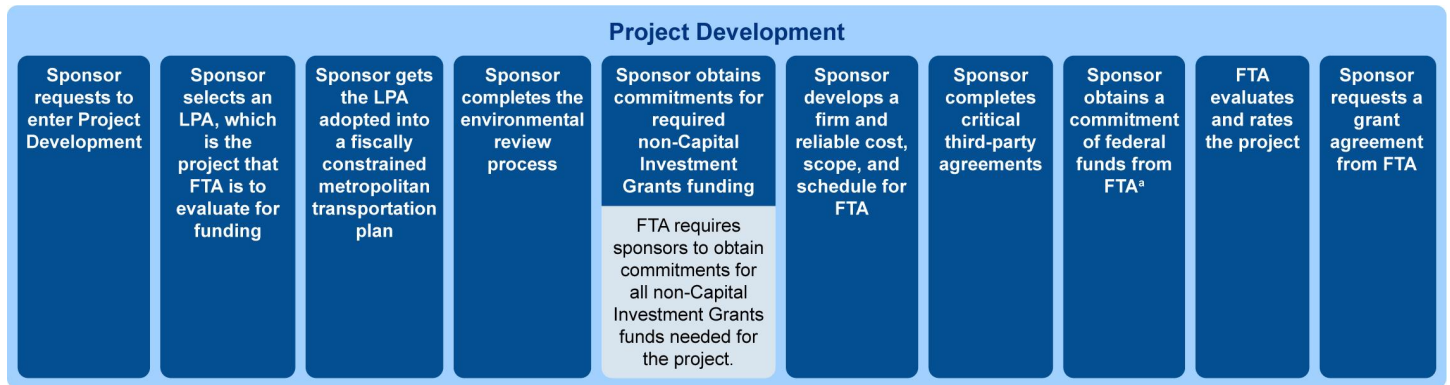 Project Development
Sponsor
requests to
enter Project
Development
Sponsor
selects an
LPA, which
is the
project that
FTA is to
evaluate for
funding
Sponsor gets
the LPA
adopted into
a fiscally
constrained
metropolitan
transportation
plan
Sponsor
completes the
environmental
review
process
Sponsor obtains
commitments for
required
non-Capital
Investment
Grants funding
FTA requires
sponsors to obtain
commitments for
all non-Capital
Investment Grants
funds needed for
the project.
Sponsor
develops a
firm and
reliable cost,
scope, and
schedule for
FTA
Sponsor
completes
critical
third-party
agreements
Sponsor
obtains a
commitment
of federal
funds from
FTAᵃ
FTA
evaluates
and rates
the project
Sponsor
requests a
grant
agreement
from FTA